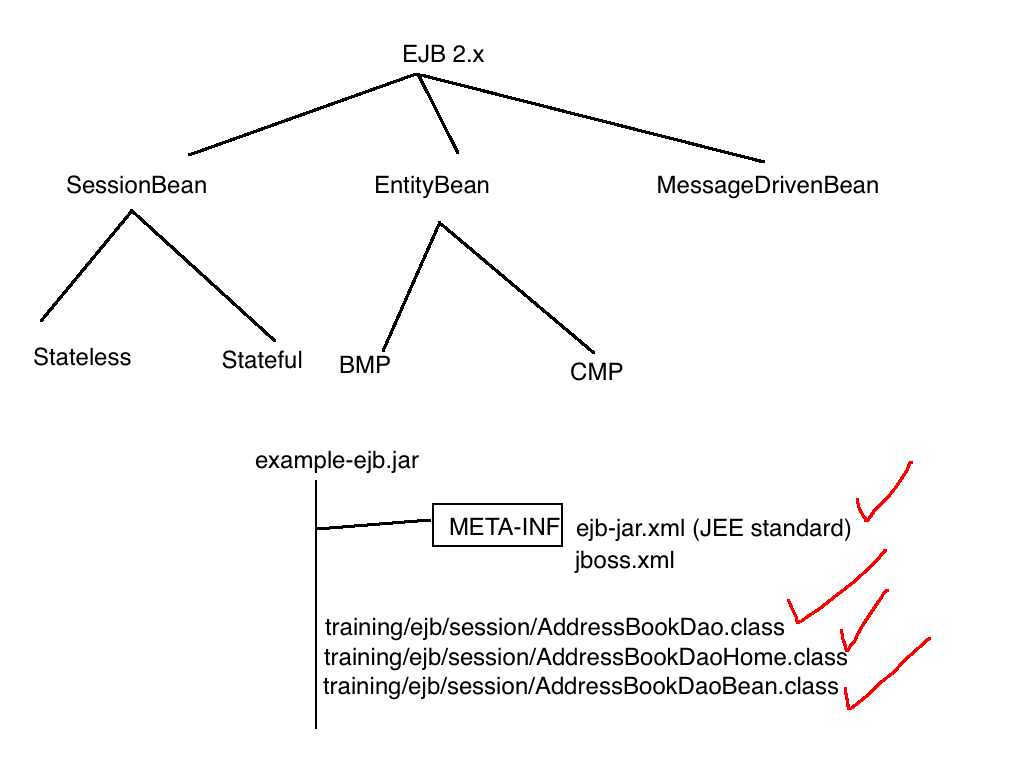 EJB 2.x
SessionBean
EntityBean
MessageDrivenBean
Stateless
Stateful
BMP
CMP
example-ejb.jar
META-INF
ejb-jar.xml (JEE standard)
jboss.xml
training/ejb/session/AddressBookDao.class
training/ejb/session/AddressBookDaoHome.class
training/ejb/session/AddressBookDaoBean.class